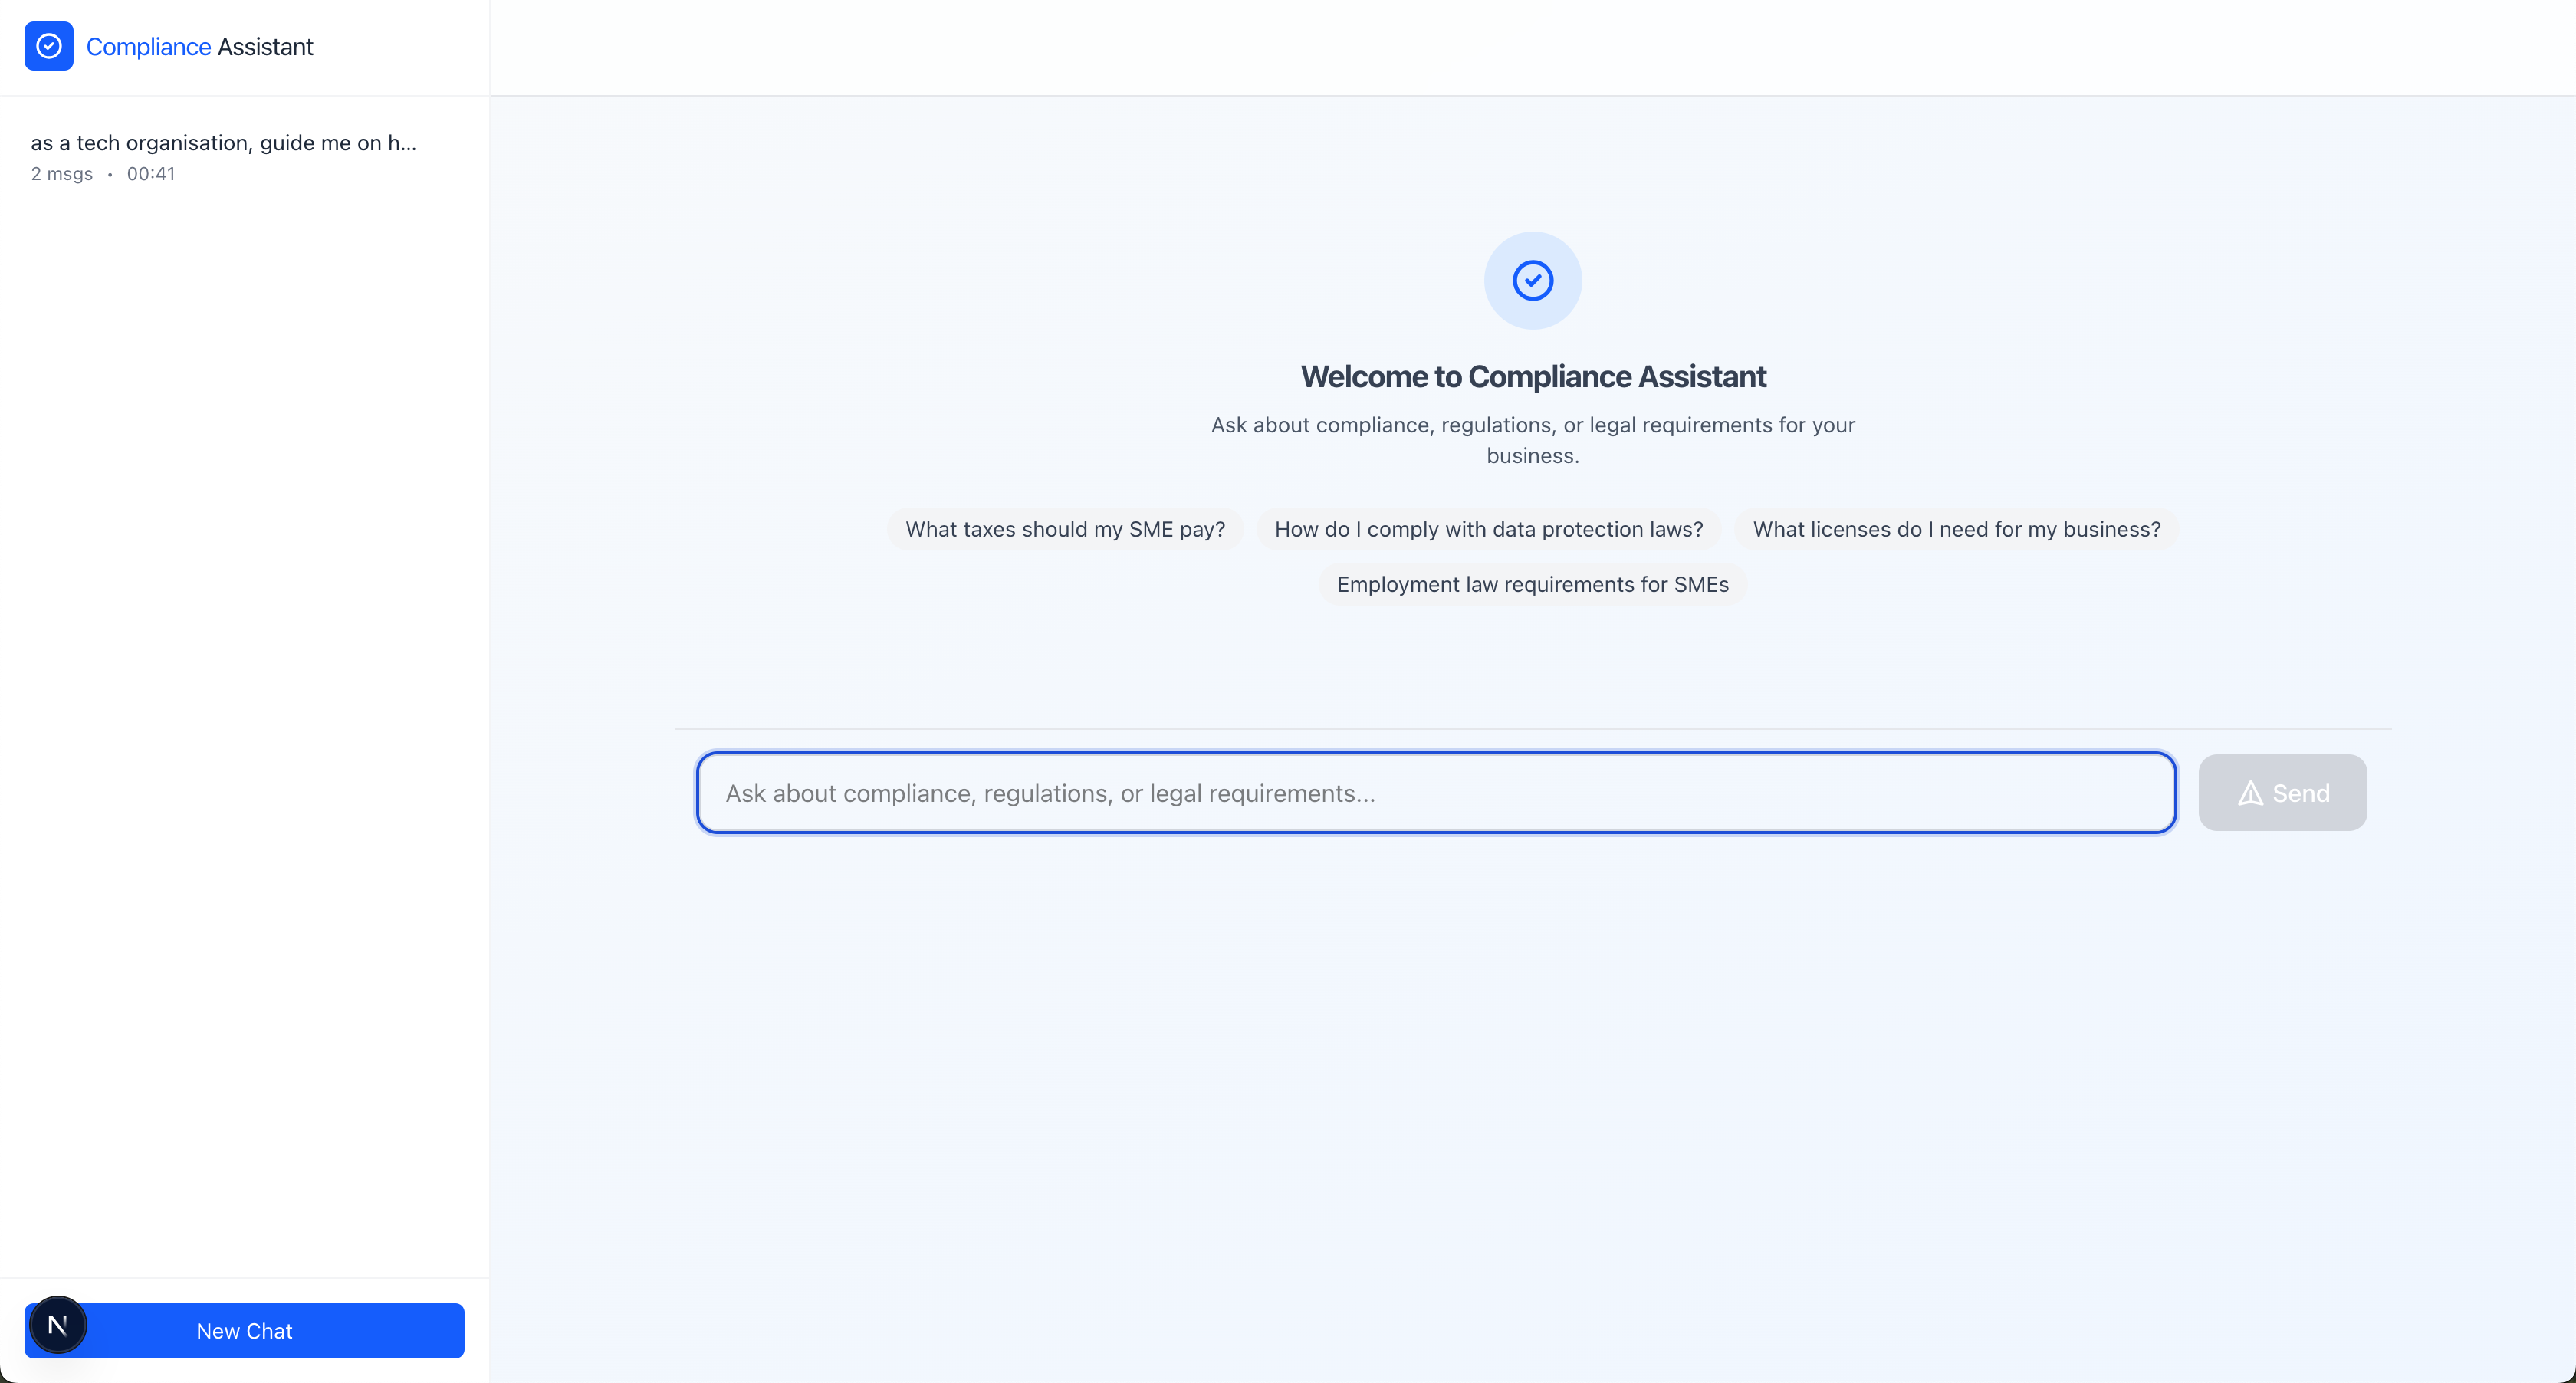 Compliance Assistant
as a tech organisation, guide me on h...
2 msgs • 00:41
Welcome to Compliance Assistant
Ask about compliance, regulations, or legal requirements for your
business.
What taxes should my SME pay?
How do I comply with data protection laws?
What licenses do I need for my business?
Employment law requirements for SMEs
Ask about compliance, regulations, or legal requirements...
Send
N
New Chat